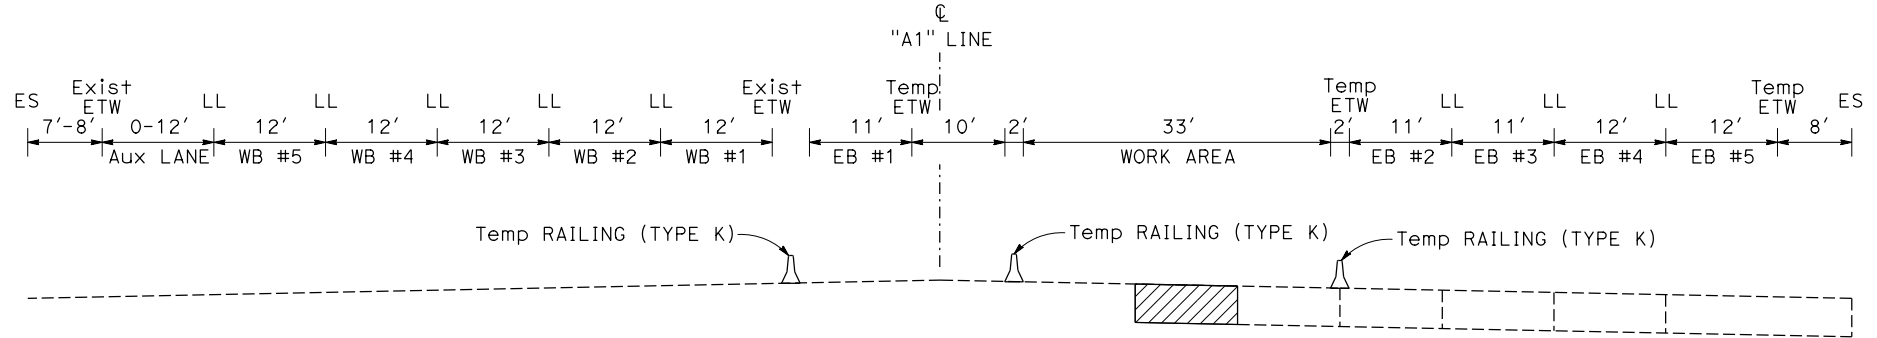 ℄
"A1" LINE
Exist Exist Temp Temp Temp
ES ETW LL LL LL LL LL ETW ETW ETW LL LL LL ETW ES
7'-8' 0-12' 12' 12' 12' 12' 12' 11' 10' 2' 33' 2' 11' 11' 12' 12' 8'
Aux LANE WB #5 WB #4 WB #3 WB #2 WB #1 EB #1 WORK AREA EB #2 EB #3 EB #4 EB #5
Temp RAILING (TYPE K) Temp RAILING (TYPE K) Temp RAILING (TYPE K)